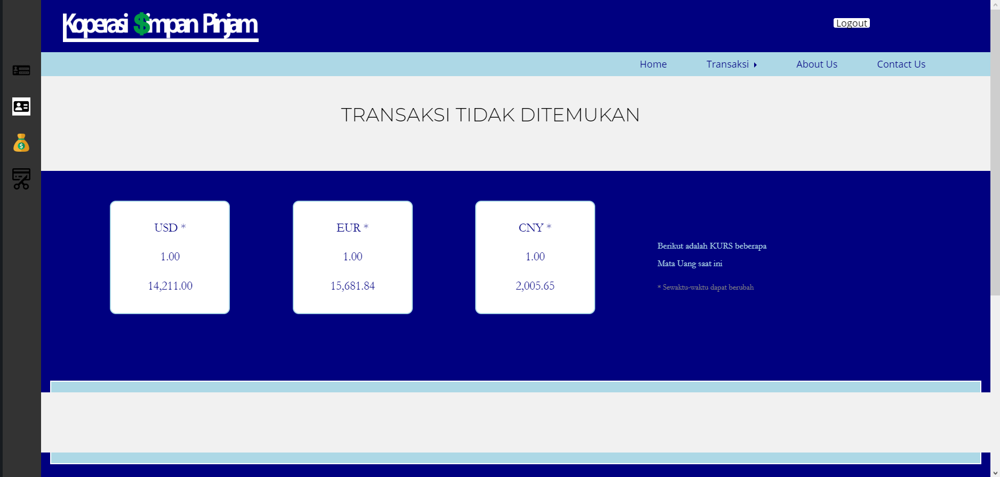 Koperasi $impan Pinjam
Logout
Home Transaksi About Us Contact Us
TRANSAKSI TIDAK DITEMUKAN
USD *
1.00
14,211.00
EUR *
1.00
15,681.84
CNY *
1.00
2,005.65
Berikut adalah KURS beberapa
Mata Uang saat ini
* Sewaktu-waktu dapat berubah